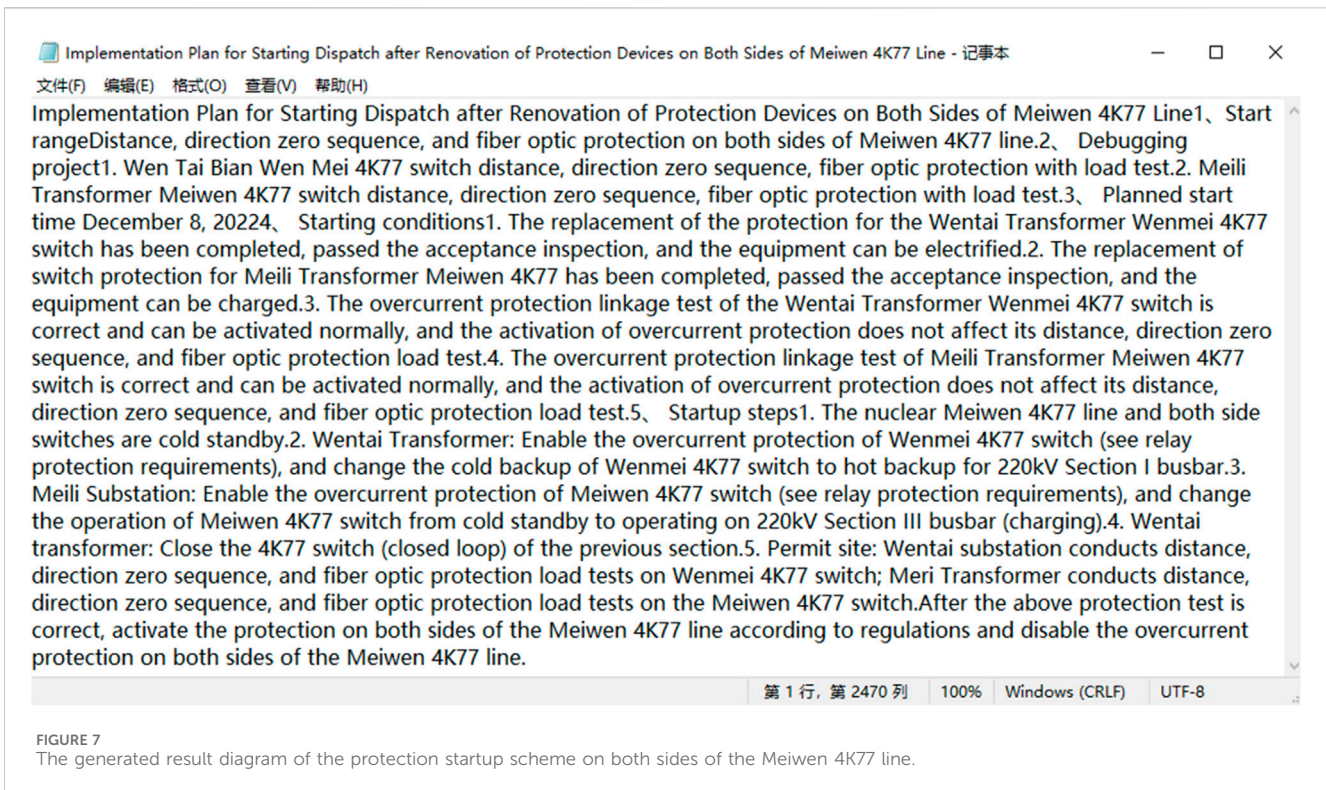 Implementation Plan for Starting Dispatch after Renovation of Protection Devices on Both Sides of Meiwen 4K77 Line - 记事本
文件(F) 编辑(E) 格式(O) 查看(V) 帮助(H)
Implementation Plan for Starting Dispatch after Renovation of Protection Devices on Both Sides of Meiwen 4K77 Line1、Start
rangeDistance, direction zero sequence, and fiber optic protection on both sides of Meiwen 4K77 line.2、 Debugging
project1. Wen Tai Bian Wen Mei 4K77 switch distance, direction zero sequence, fiber optic protection with load test.2. Meili
Transformer Meiwen 4K77 switch distance, direction zero sequence, fiber optic protection with load test.3、 Planned start
time December 8, 20224、 Starting conditions1. The replacement of the protection for the Wentai Transformer Wenmei 4K77
switch has been completed, passed the acceptance inspection, and the equipment can be electrified.2. The replacement of
switch protection for Meili Transformer Meiwen 4K77 has been completed, passed the acceptance inspection, and the
equipment can be charged.3. The overcurrent protection linkage test of the Wentai Transformer Wenmei 4K77 switch is
correct and can be activated normally, and the activation of overcurrent protection does not affect its distance, direction zero
sequence, and fiber optic protection load test.4. The overcurrent protection linkage test of Meili Transformer Meiwen 4K77
switch is correct and can be activated normally, and the activation of overcurrent protection does not affect its distance,
direction zero sequence, and fiber optic protection load test.5、 Startup steps1. The nuclear Meiwen 4K77 line and both side
switches are cold standby.2. Wentai Transformer: Enable the overcurrent protection of Wenmei 4K77 switch (see relay
protection requirements), and change the cold backup of Wenmei 4K77 switch to hot backup for 220kV Section I busbar.3.
Meili Substation: Enable the overcurrent protection of Meiwen 4K77 switch (see relay protection requirements), and change
the operation of Meiwen 4K77 switch from cold standby to operating on 220kV Section III busbar (charging).4. Wentai
transformer: Close the 4K77 switch (closed loop) of the previous section.5. Permit site: Wentai substation conducts distance,
direction zero sequence, and fiber optic protection load tests on Wenmei 4K77 switch; Meri Transformer conducts distance,
direction zero sequence, and fiber optic protection load tests on the Meiwen 4K77 switch.After the above protection test is
correct, activate the protection on both sides of the Meiwen 4K77 line according to regulations and disable the overcurrent
protection on both sides of the Meiwen 4K77 line.
第 1 行，第 2470 列 100% Windows (CRLF) UTF-8
FIGURE 7
The generated result diagram of the protection startup scheme on both sides of the Meiwen 4K77 line.